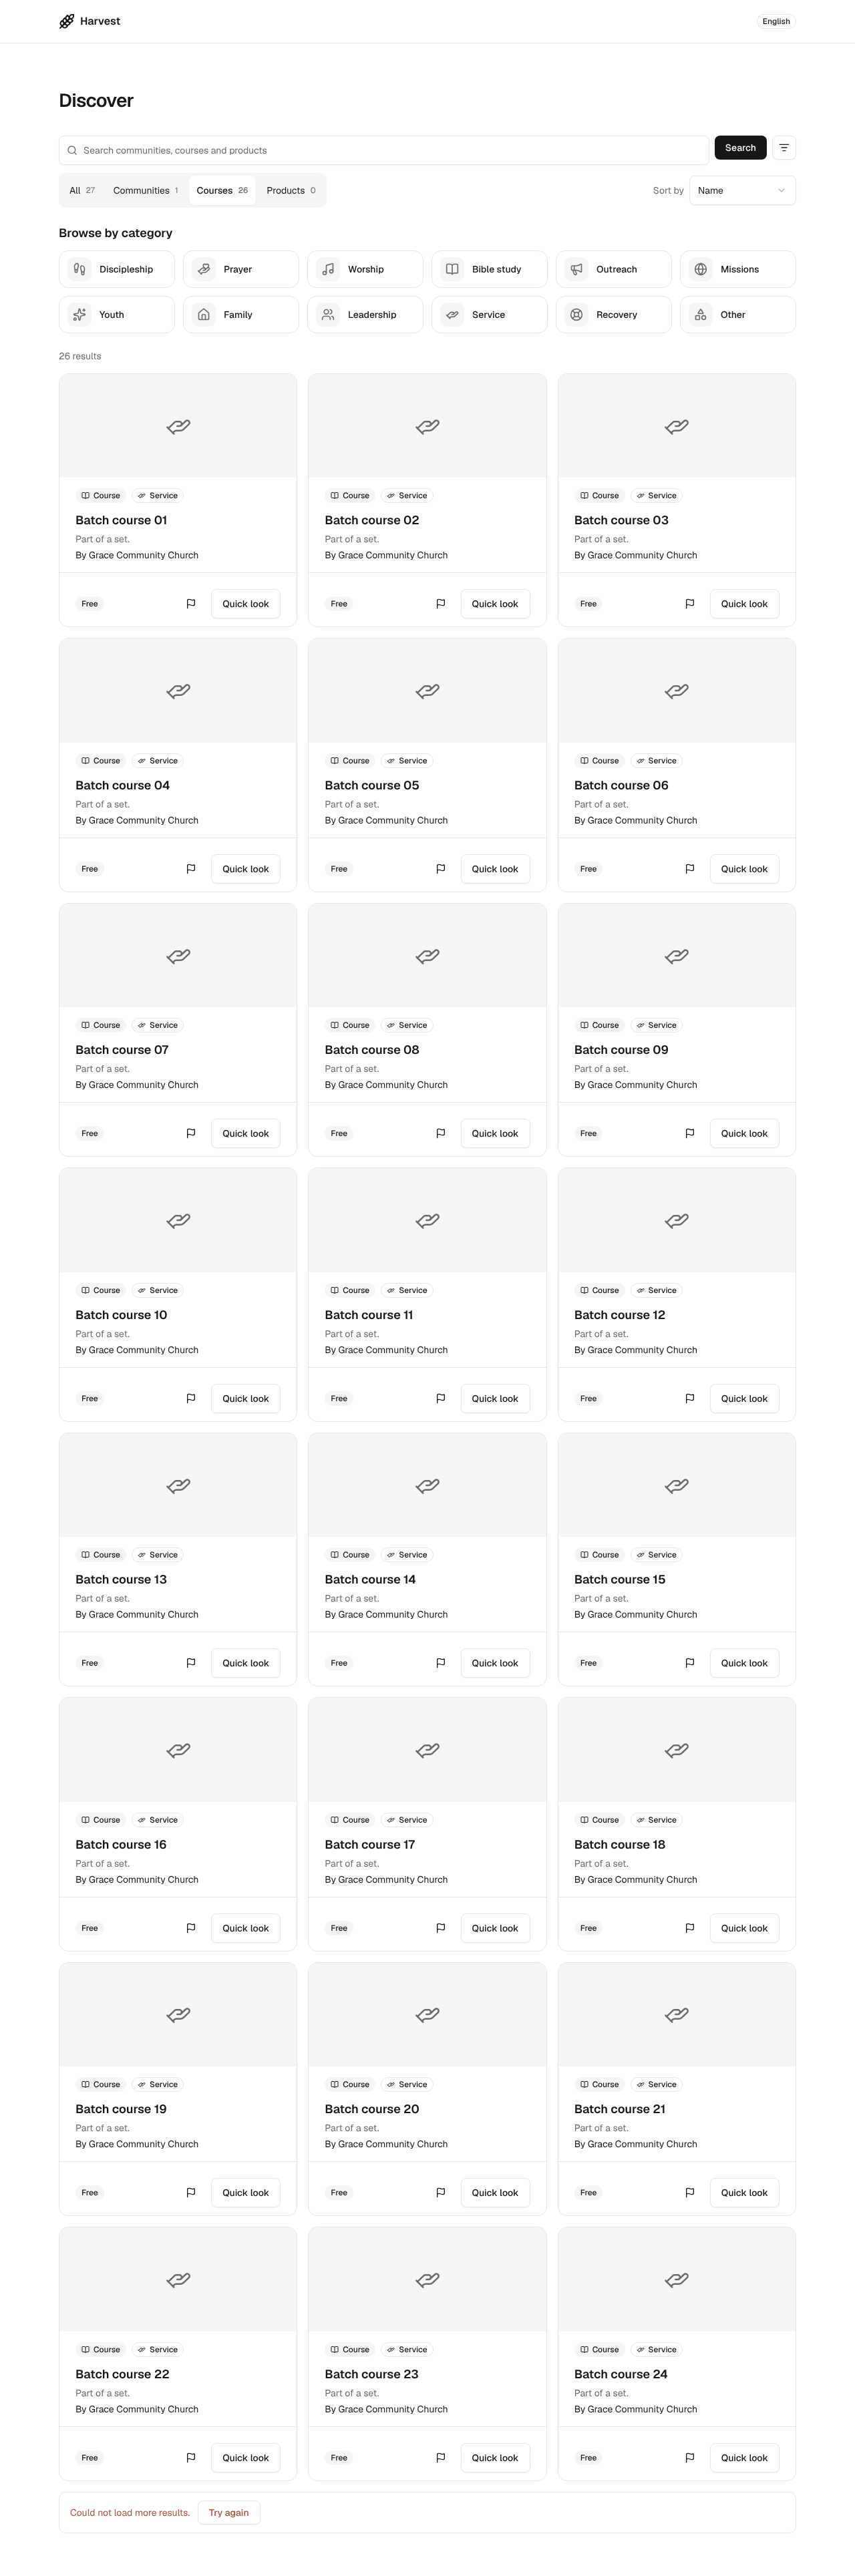 Harvest English
Discover
Search communities, courses and products Search
All 27 Communities 1 Courses 26 Products 0 Sort by Name
Browse by category
Discipleship Prayer Worship Bible study Outreach Missions
Youth Family Leadership Service Recovery Other
26 results
Course Service Course Service Course Service
Batch course 01 Batch course 02 Batch course 03
Part of a set. Part of a set. Part of a set.
By Grace Community Church By Grace Community Church By Grace Community Church
Free Quick look Free Quick look Free Quick look
Course Service Course Service Course Service
Batch course 04 Batch course 05 Batch course 06
Part of a set. Part of a set. Part of a set.
By Grace Community Church By Grace Community Church By Grace Community Church
Free Quick look Free Quick look Free Quick look
Course Service Course Service Course Service
Batch course 07 Batch course 08 Batch course 09
Part of a set. Part of a set. Part of a set.
By Grace Community Church By Grace Community Church By Grace Community Church
Free Quick look Free Quick look Free Quick look
Course Service Course Service Course Service
Batch course 10 Batch course 11 Batch course 12
Part of a set. Part of a set. Part of a set.
By Grace Community Church By Grace Community Church By Grace Community Church
Free Quick look Free Quick look Free Quick look
Course Service Course Service Course Service
Batch course 13 Batch course 14 Batch course 15
Part of a set. Part of a set. Part of a set.
By Grace Community Church By Grace Community Church By Grace Community Church
Free Quick look Free Quick look Free Quick look
Course Service Course Service Course Service
Batch course 16 Batch course 17 Batch course 18
Part of a set. Part of a set. Part of a set.
By Grace Community Church By Grace Community Church By Grace Community Church
Free Quick look Free Quick look Free Quick look
Course Service Course Service Course Service
Batch course 19 Batch course 20 Batch course 21
Part of a set. Part of a set. Part of a set.
By Grace Community Church By Grace Community Church By Grace Community Church
Free Quick look Free Quick look Free Quick look
Course Service Course Service Course Service
Batch course 22 Batch course 23 Batch course 24
Part of a set. Part of a set. Part of a set.
By Grace Community Church By Grace Community Church By Grace Community Church
Free Quick look Free Quick look Free Quick look
Could not load more results. Try again